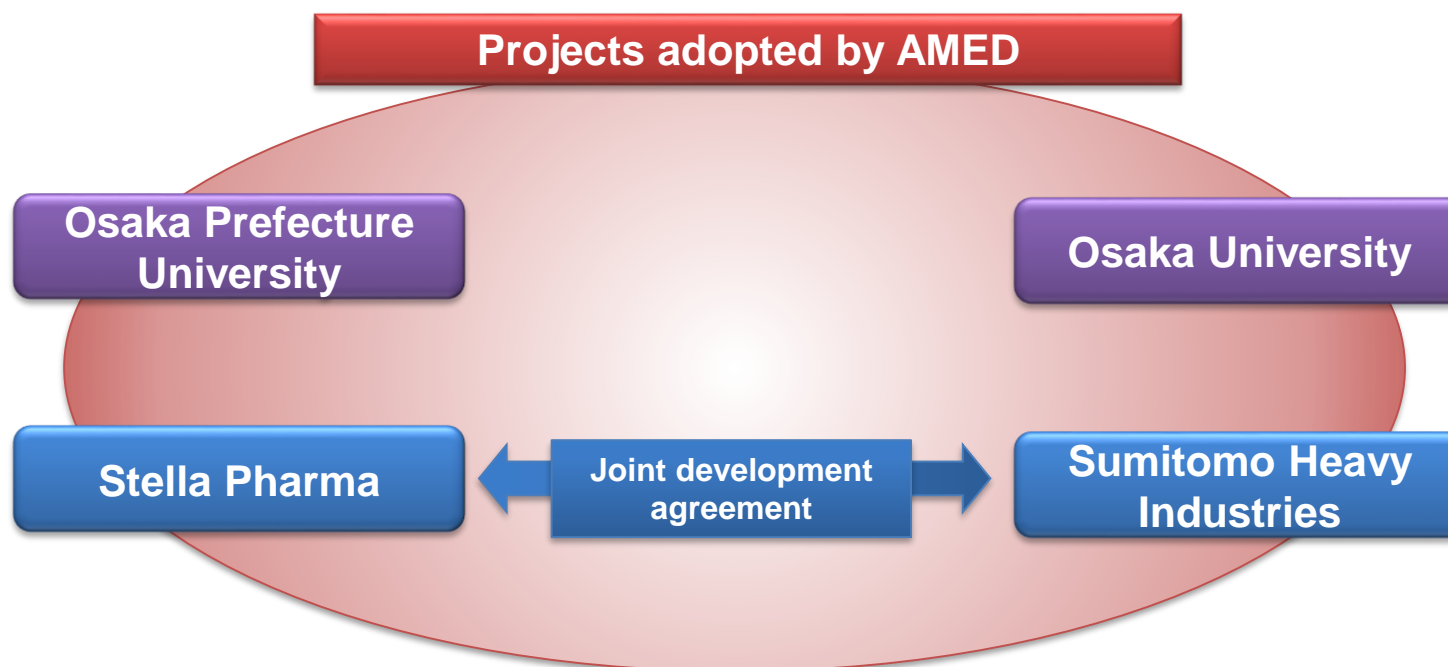 Projects adopted by AMED
Osaka Prefecture
University
Osaka University
Stella Pharma
Joint development
agreement
Sumitomo Heavy
Industries